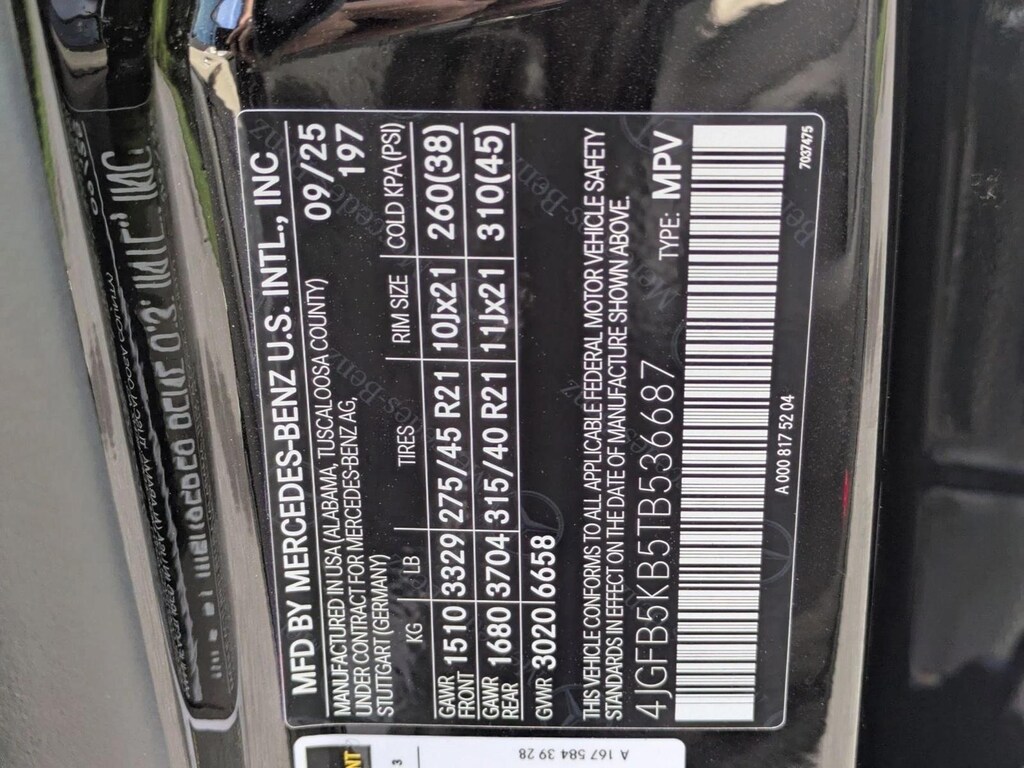 MFD BY MERCEDES-BENZ U.S. INTL., INC
MANUFACTURED IN USA (ALABAMA, TUSCALOOSA COUNTY) 09/25
UNDER CONTRACT FOR MERCEDES-BENZ AG, 197
STUTTGART (GERMANY)
KG LB TIRES RIM SIZE COLD KPA (PSI)
GAWR FRONT 1510 3329 275/45 R21 10Jx21 260(38)
GAWR REAR 1680 3704 315/40 R21 11Jx21 310(45)
GVWR 3020 6658
THIS VEHICLE CONFORMS TO ALL APPLICABLE FEDERAL MOTOR VEHICLE SAFETY
STANDARDS IN EFFECT ON THE DATE OF MANUFACTURE SHOWN ABOVE.
4JGFB5KB5TB553687 TYPE: MPV
A 000 817 52 04 7037475
A 167 584 39 28
3
NT